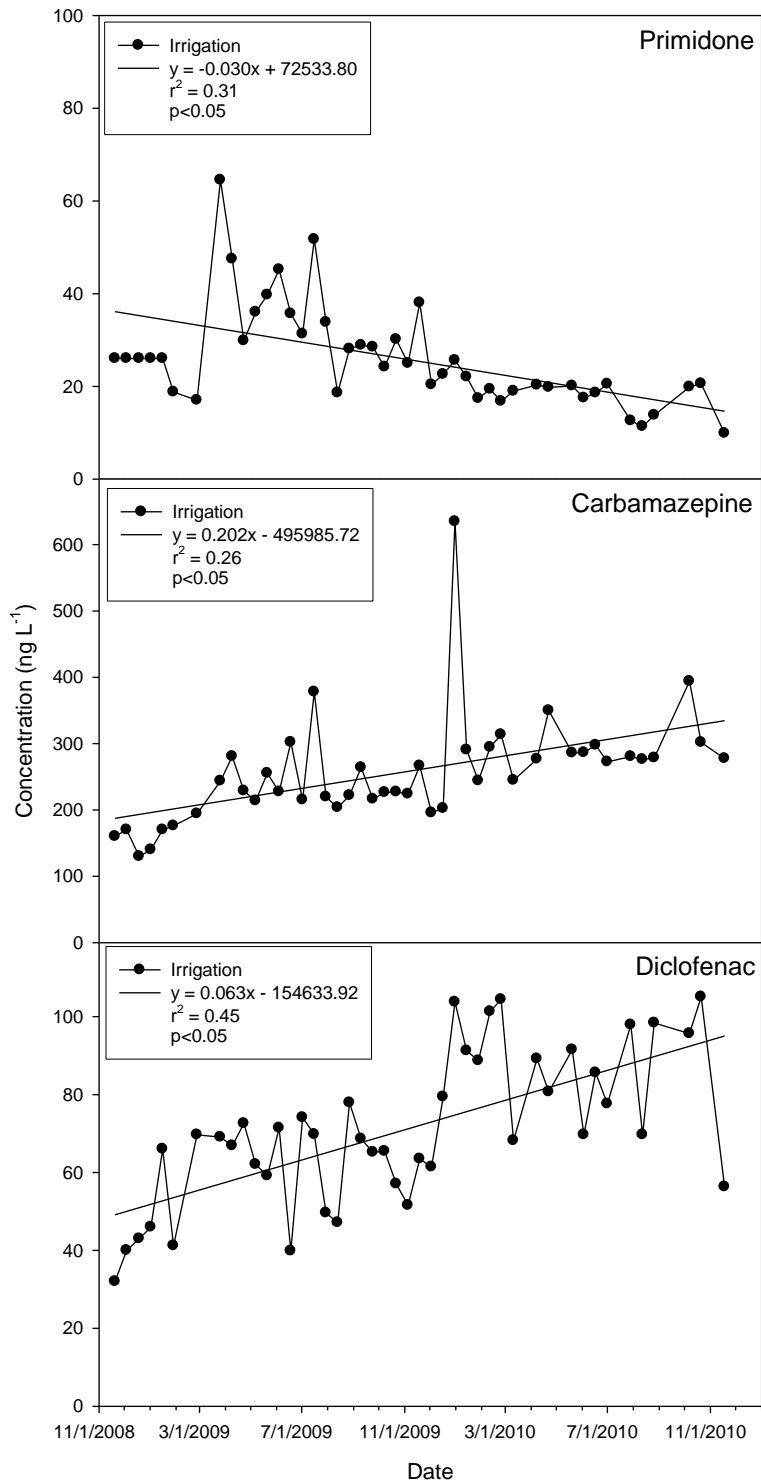 100
80
60
40
20
0
Primidone
Irrigation
y = -0.030x + 72533.80
r² = 0.31
p<0.05
600
500
400
300
200
100
0
Carbamazepine
Irrigation
y = 0.202x - 495985.72
r² = 0.26
p<0.05
Concentration (ng L⁻¹)
100
80
60
40
20
0
Diclofenac
Irrigation
y = 0.063x - 154633.92
r² = 0.45
p<0.05
11/1/2008 3/1/2009 7/1/2009 11/1/2009 3/1/2010 7/1/2010 11/1/2010
Date